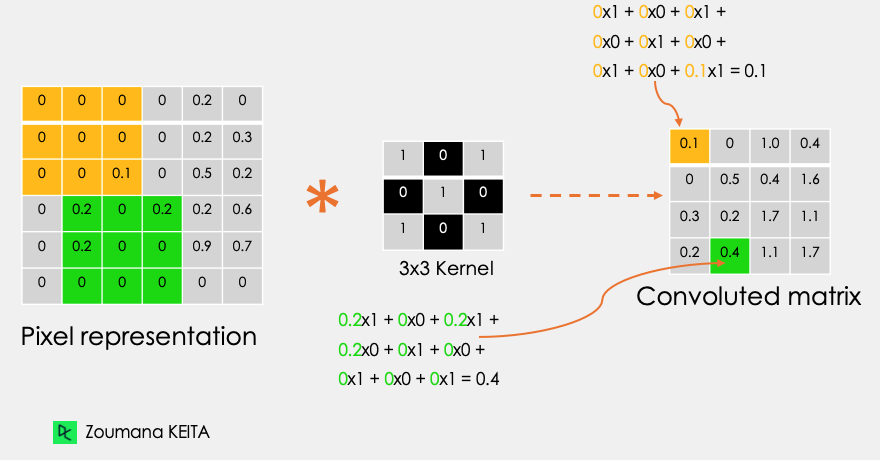 0x1 + 0x0 + 0x1 +
0x0 + 0x1 + 0x0 +
0x1 + 0x0 + 0.1x1 = 0.1
0 0 0 0 0.2 0
0 0 0 0 0.2 0.3
0 0 0.1 0 0.5 0.2
0 0.2 0 0.2 0.2 0.6
0 0.2 0 0 0.9 0.7
0 0 0 0 0 0
Pixel representation
*
1 0 1
0 1 0
1 0 1
3x3 Kernel
0.1 0 1.0 0.4
0 0.5 0.4 1.6
0.3 0.2 1.7 1.1
0.2 0.4 1.1 1.7
Convoluted matrix
0.2x1 + 0x0 + 0.2x1 +
0.2x0 + 0x1 + 0x0 +
0x1 + 0x0 + 0x1 = 0.4
DC Zoumana KEITA